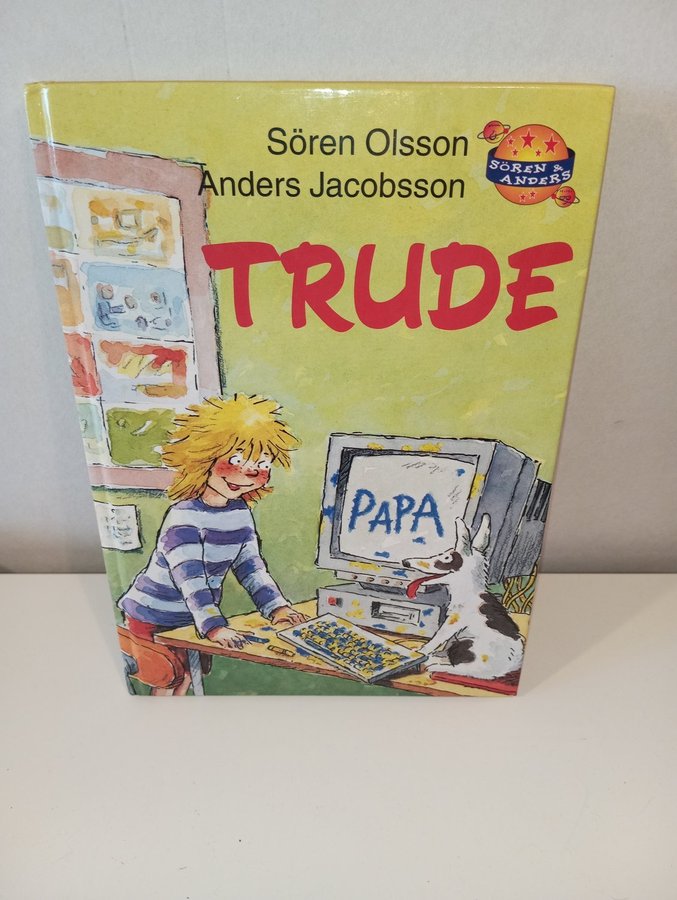 Sören Olsson
Anders Jacobsson
SÖREN &
ANDERS
TRUDE
PAPA